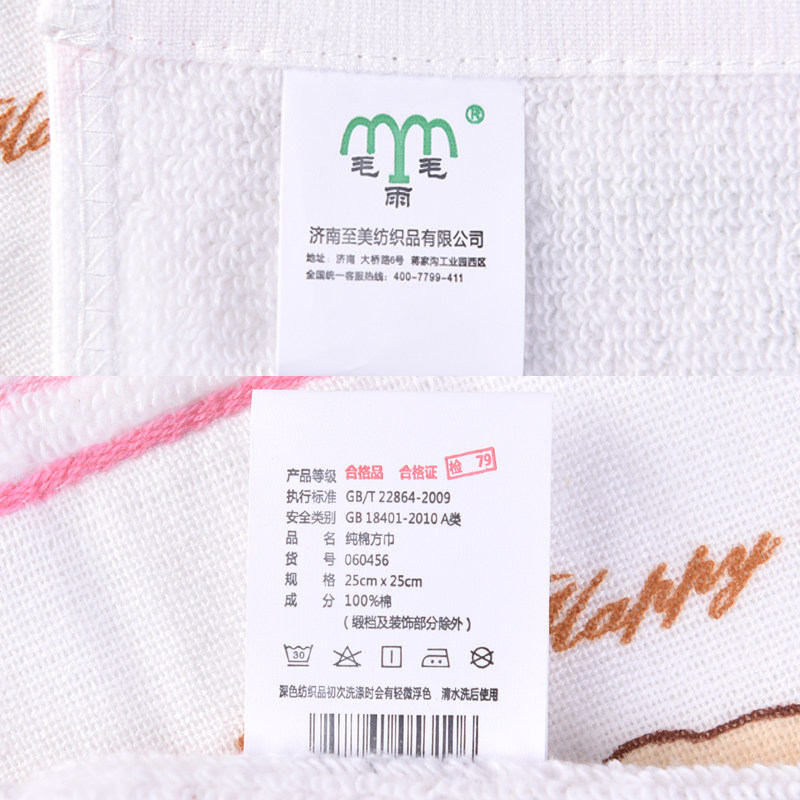 ®
毛 毛
雨
济南至美纺织品有限公司
地址：济南 大桥路6号 蒋家沟工业园西区
全国统一客服热线：400-7799-411
产品等级 合格品 合格证 检 79
执行标准 GB/T 22864-2009
安全类别 GB 18401-2010 A类
品 名 纯棉方巾
货 号 060456
规 格 25cm x 25cm
成 分 100%棉
（缎档及装饰部分除外）
30
深色纺织品初次洗涤时会有轻微浮色 清水洗后使用
Happy